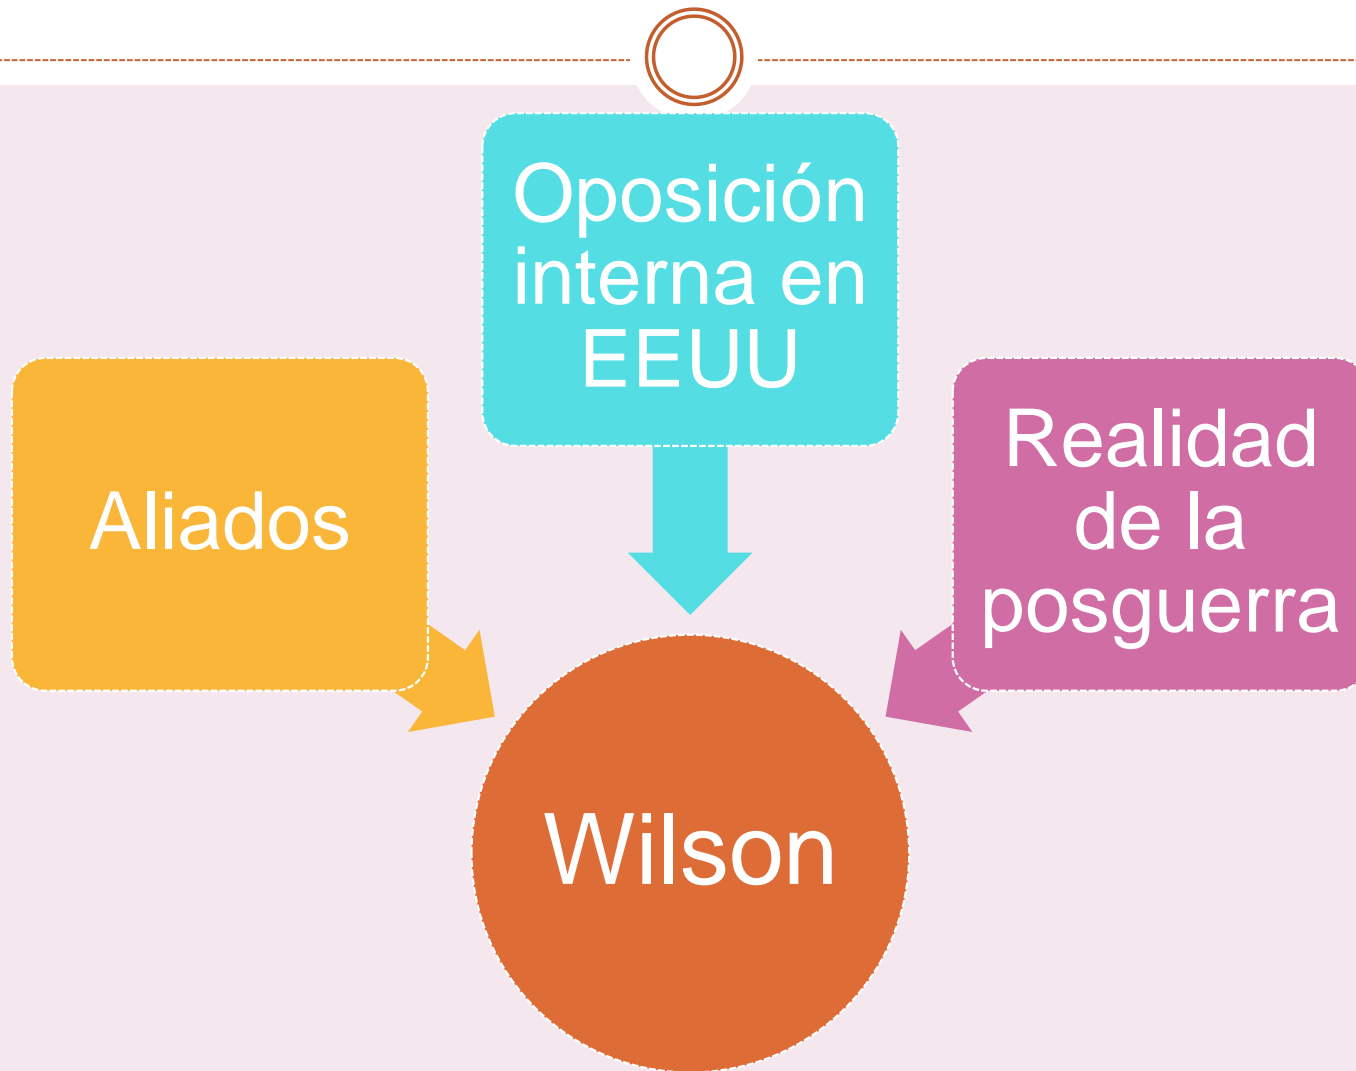 Oposición
interna en
EEUU
Aliados
Realidad
de la
posguerra
Wilson